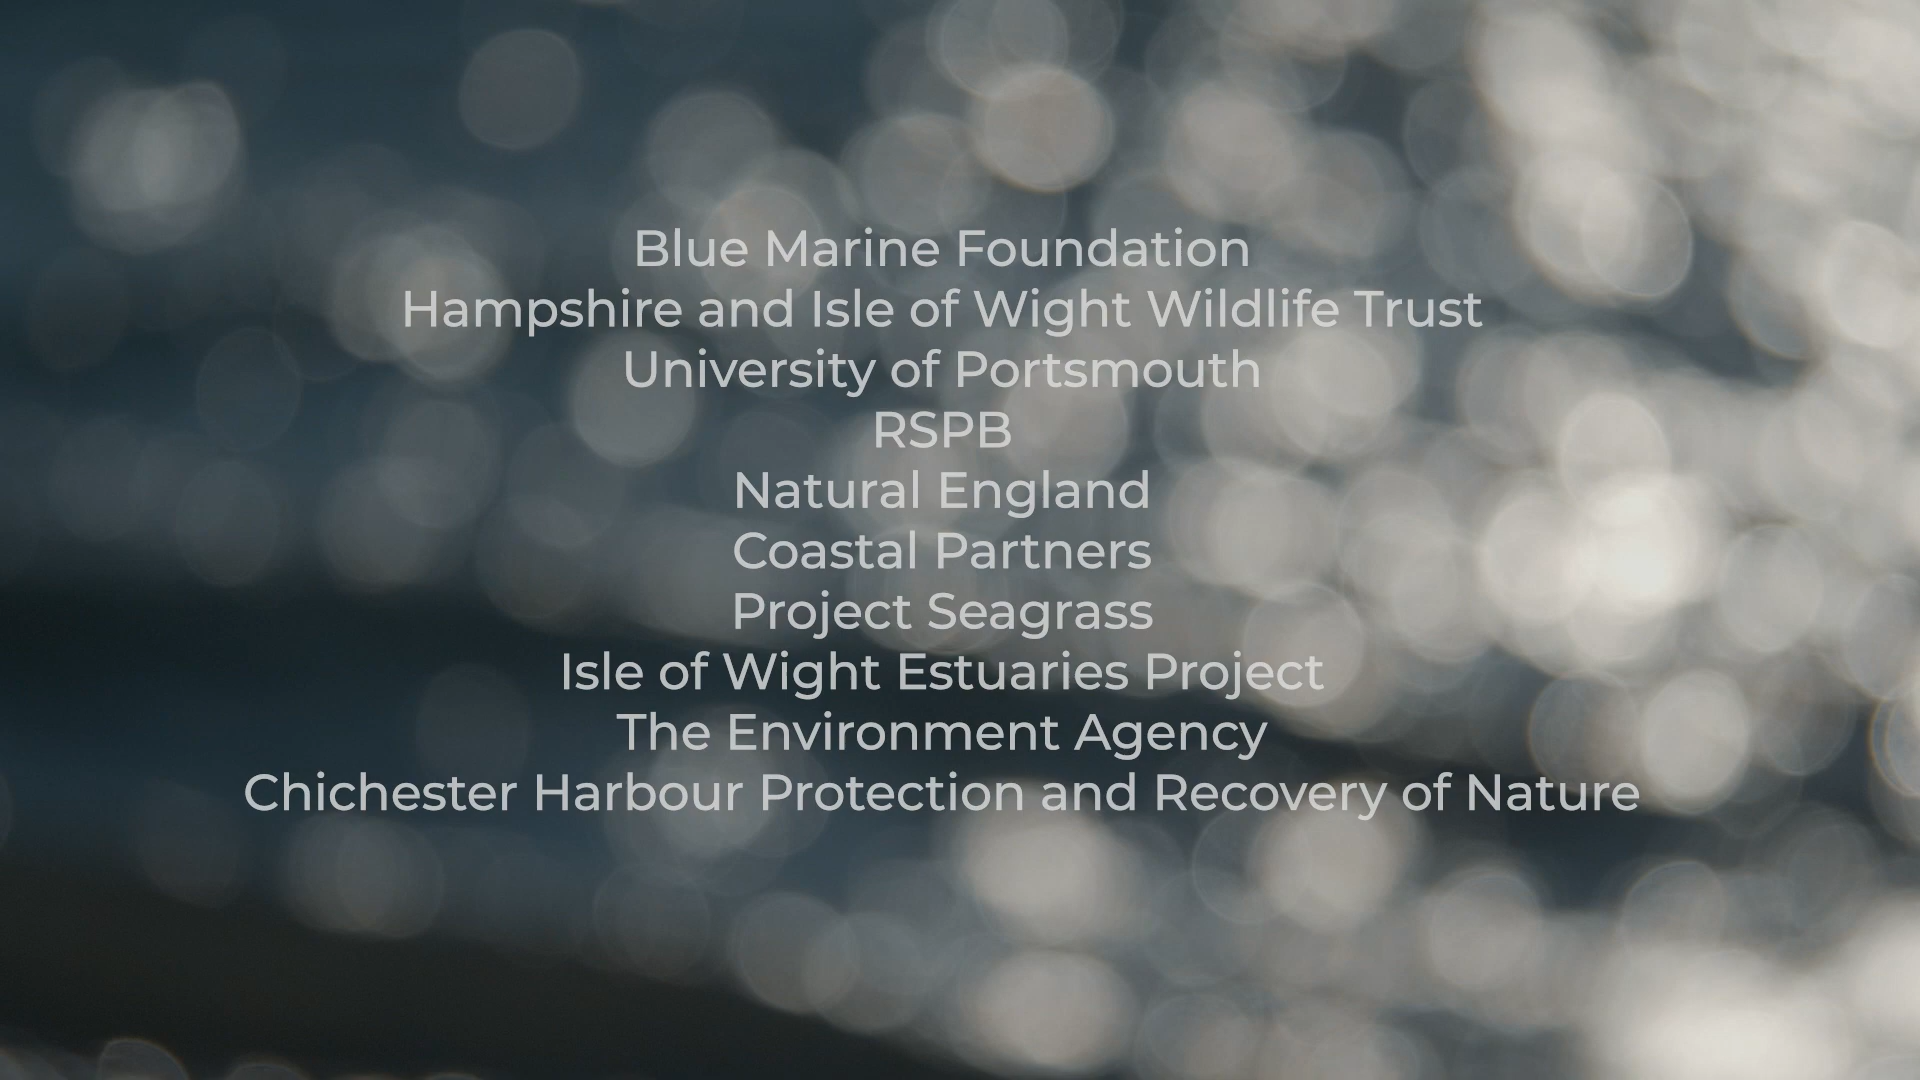 Blue Marine Foundation
Hampshire and Isle of Wight Wildlife Trust
University of Portsmouth
RSPB
Natural England
Coastal Partners
Project Seagrass
Isle of Wight Estuaries Project
The Environment Agency
Chichester Harbour Protection and Recovery of Nature